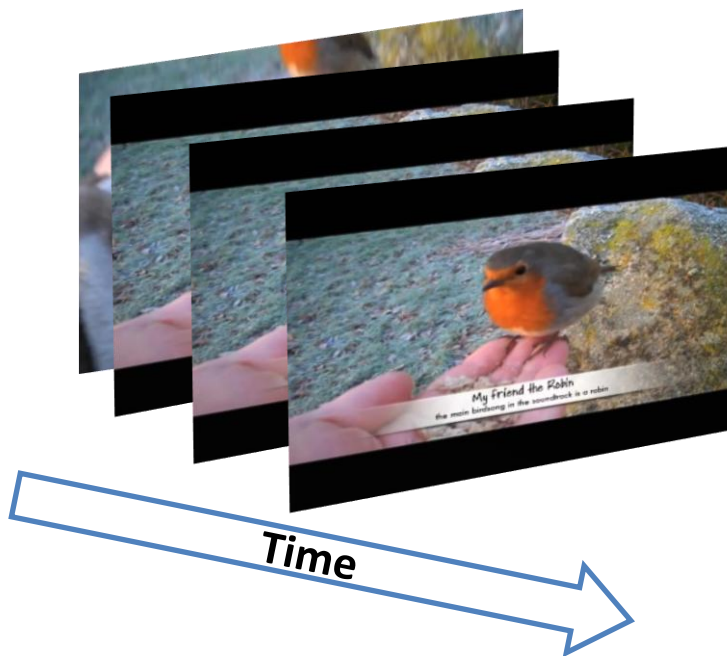 My friend the Robin
the main birdsong in the soundtrack is a robin
Time